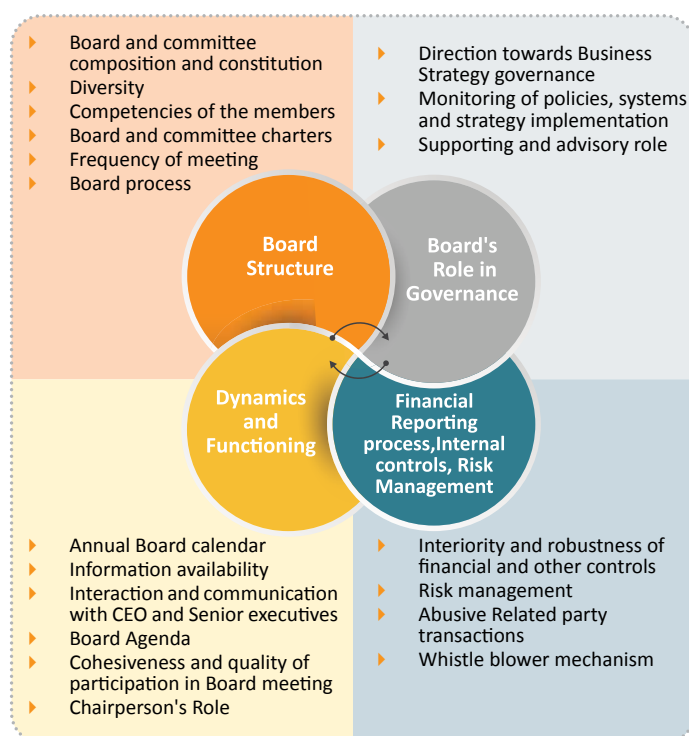 Board and committee
composition and constitution
Diversity
Competencies of the members
Board and committee charters
Frequency of meeting
Board process
Direction towards Business
Strategy governance
Monitoring of policies, systems
and strategy implementation
Supporting and advisory role
Board
Structure
Board's
Role in
Governance
Dynamics
and
Functioning
Financial
Reporting
process,Internal
controls, Risk
Management
Annual Board calendar
Information availability
Interaction and communication
with CEO and Senior executives
Board Agenda
Cohesiveness and quality of
participation in Board meeting
Chairperson's Role
Interiority and robustness of
financial and other controls
Risk management
Abusive Related party
transactions
Whistle blower mechanism